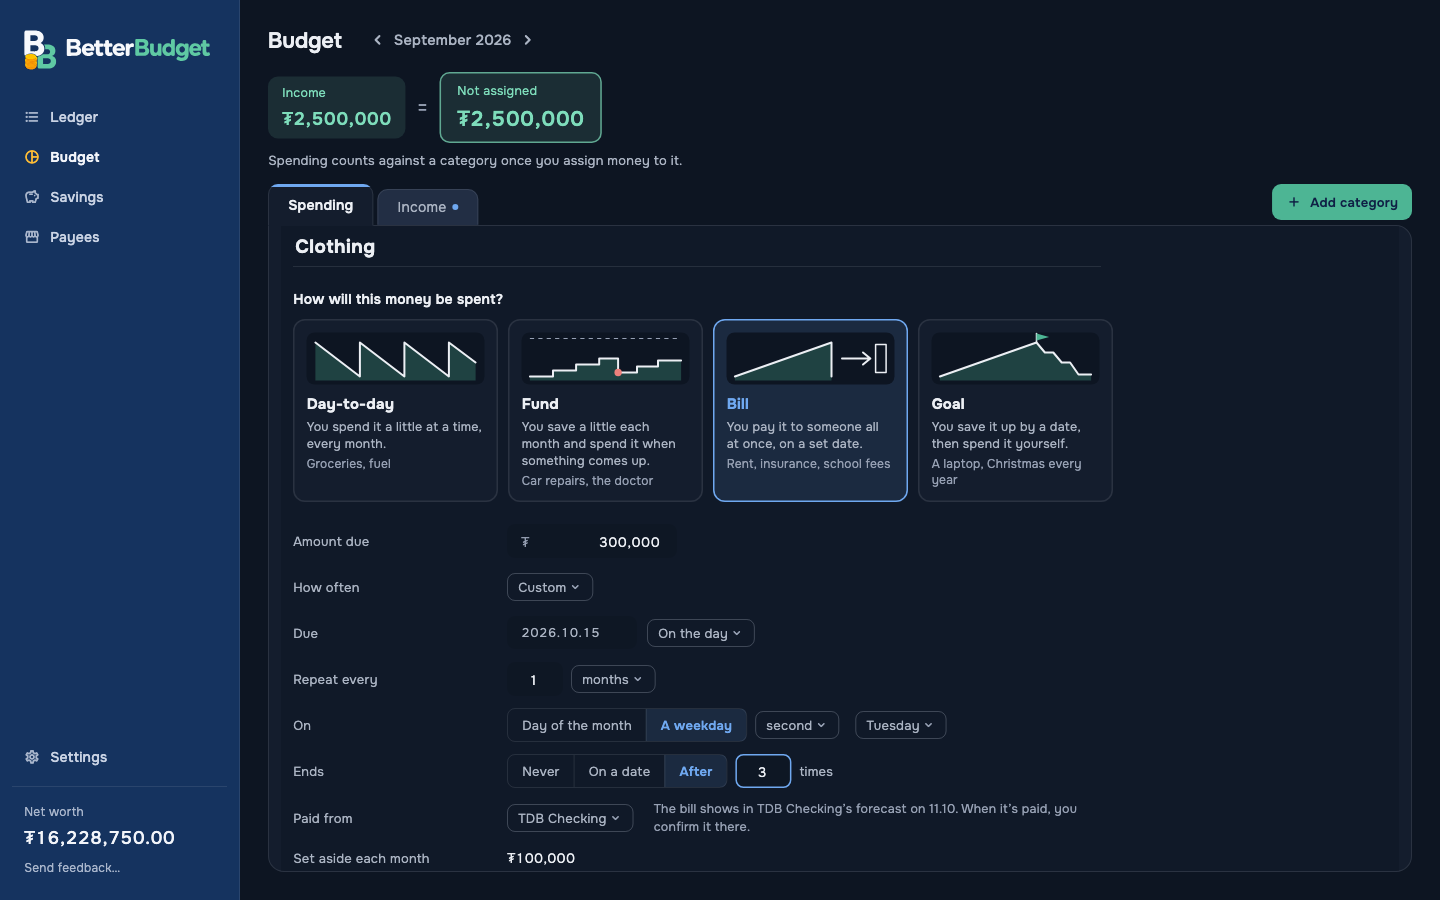 BetterBudget
Ledger
Budget
Savings
Payees
Settings
Net worth
₮16,228,750.00
Send feedback...
Budget
September 2026
Income
₮2,500,000
=
Not assigned
₮2,500,000
Spending counts against a category once you assign money to it.
Spending
Income
Add category
Clothing
How will this money be spent?
Day-to-day
You spend it a little at a time,
every month.
Groceries, fuel
Fund
You save a little each
month and spend it when
something comes up.
Car repairs, the doctor
Bill
You pay it to someone all
at once, on a set date.
Rent, insurance, school fees
Goal
You save it up by a date,
then spend it yourself.
A laptop, Christmas every
year
Amount due
₮ 300,000
How often
Custom
Due
2026.10.15
On the day
Repeat every
1
months
On
Day of the month
A weekday
second
Tuesday
Ends
Never
On a date
After
3
times
Paid from
TDB Checking
The bill shows in TDB Checking’s forecast on 11.10. When it’s paid, you
confirm it there.
Set aside each month
₮100,000